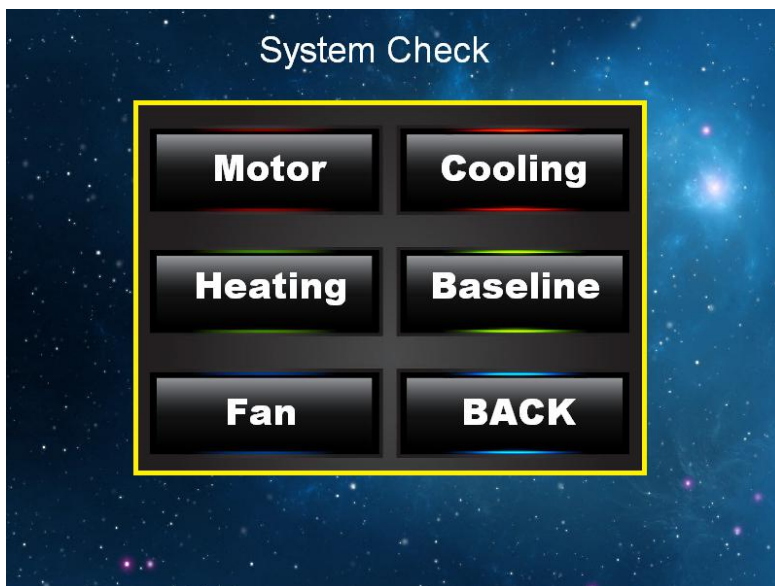 System Check
Motor
Cooling
Heating
Baseline
Fan
BACK